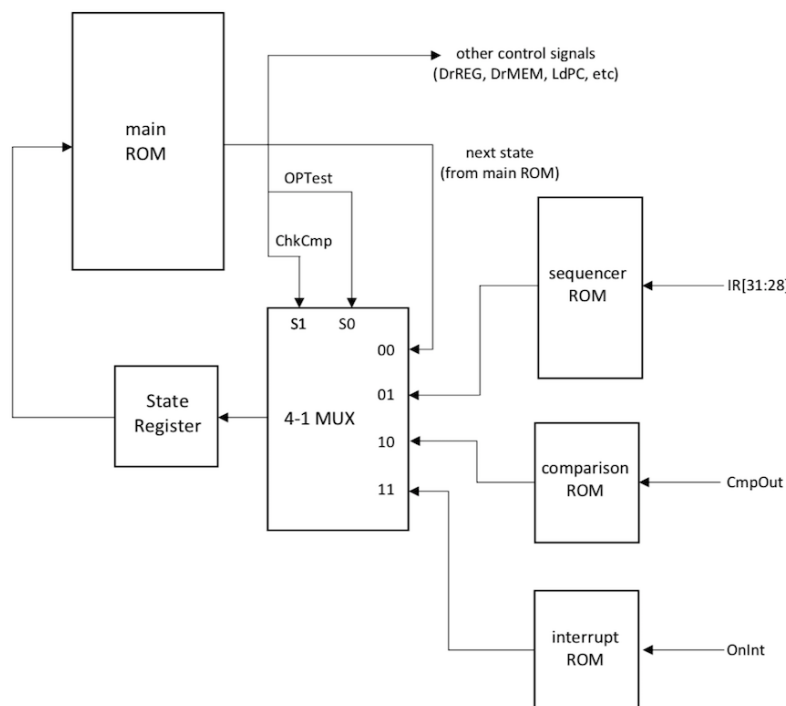 other control signals
(DrREG, DrMEM, LdPC, etc)
main
ROM
next state
(from main ROM)
OPTest
ChkCmp
sequencer
ROM
IR[31:28]
S1 S0
00
01
State
Register
4-1 MUX
10
comparison
ROM
CmpOut
11
interrupt
ROM
OnInt